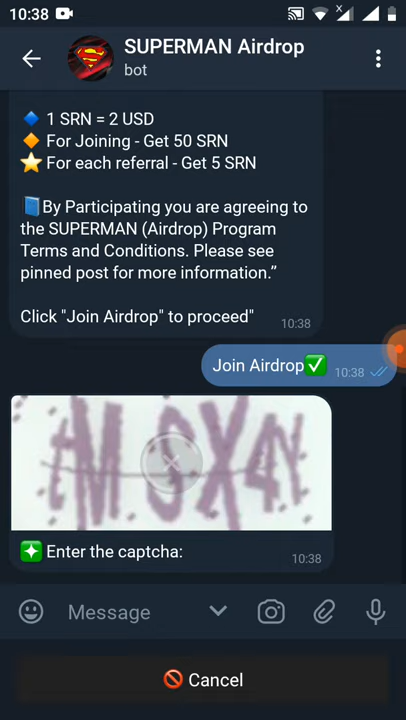 10:38
SUPERMAN Airdrop
bot
1 SRN = 2 USD
For Joining - Get 50 SRN
For each referral - Get 5 SRN
By Participating you are agreeing to
the SUPERMAN (Airdrop) Program
Terms and Conditions. Please see
pinned post for more information.”
Click "Join Airdrop" to proceed"
10:38
Join Airdrop✅ 10:38
Enter the captcha:
10:38
Message
Cancel